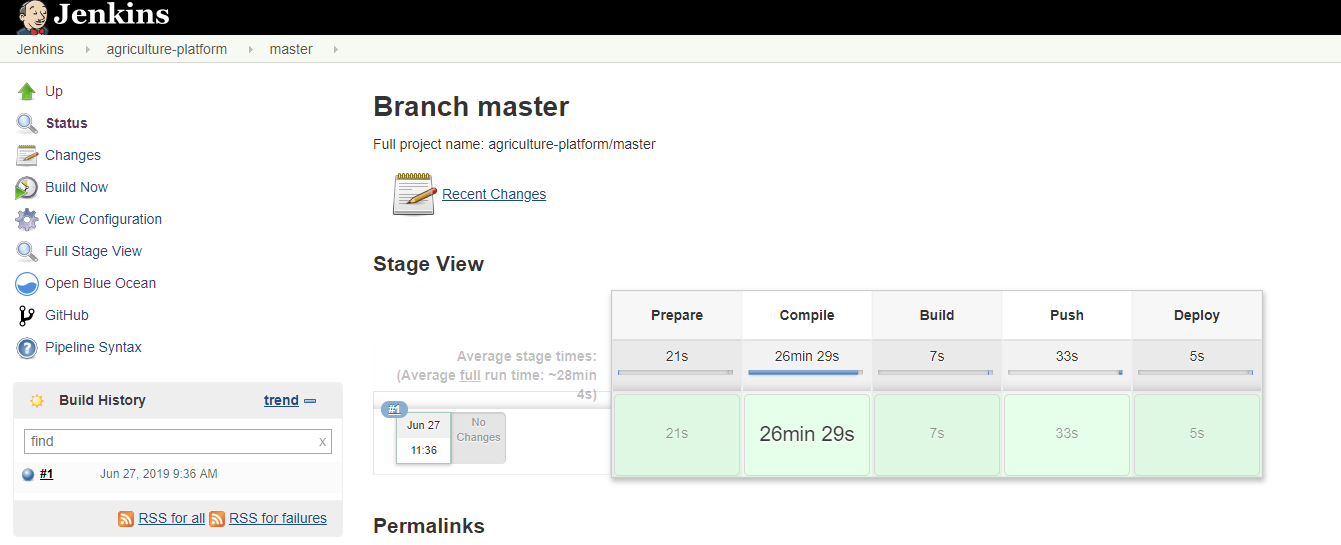 Jenkins
Jenkins agriculture-platform master
Up
Status
Changes
Build Now
View Configuration
Full Stage View
Open Blue Ocean
GitHub
Pipeline Syntax
Build History trend
find x
#1 Jun 27, 2019 9:36 AM
RSS for all RSS for failures
Branch master
Full project name: agriculture-platform/master
Recent Changes
Stage View
Prepare Compile Build Push Deploy
Average stage times:
(Average full run time: ~28min
4s)
21s 26min 29s 7s 33s 5s
#1
Jun 27
11:36
No
Changes
21s 26min 29s 7s 33s 5s
Permalinks